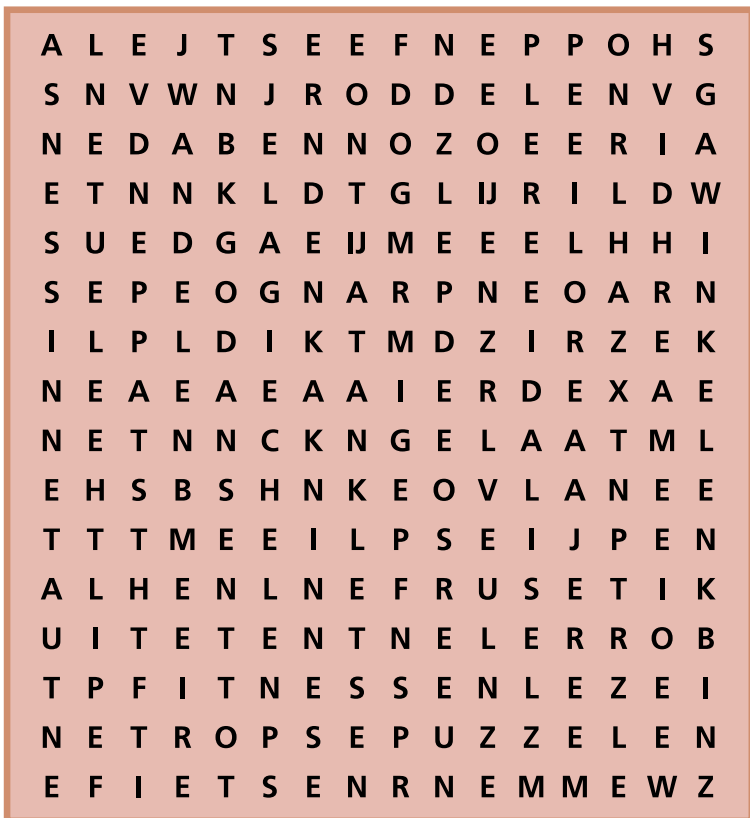 A L E J T S E E F N E P P O H S
S N V W N J R O D D E L E N V G
N E D A B E N N O Z O E E R I A
E T N N K L D T G L IJ R I L D W
S U E D G A E IJ M E E E L H H I
S E P E O G N A R P N E O A R N
I L P L D I K T M D Z I R Z E K
N E A E A E A A I E R D E X A E
N E T N N C K N G E L A A T M L
E H S B S H N K E O V L A N E E
T T T M E E I L P S E I J P E N
A L H E N L N E F R U S E T I K
U I T E T E N T N E L E R R O B
T P F I T N E S S E N L E Z E I
N E T R O P S E P U Z Z E L E N
E F I E T S E N R N E M M E W Z